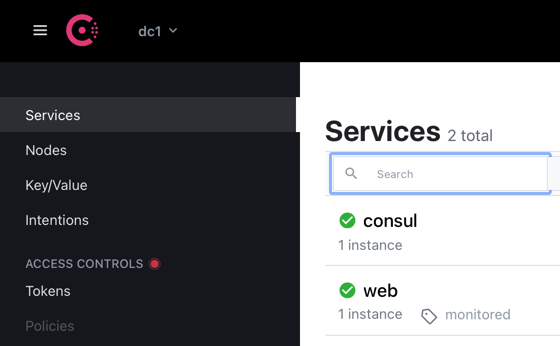 dc1
Services
Nodes
Key/Value
Intentions
ACCESS CONTROLS
Tokens
Policies
Services 2 total
Search
consul
1 instance
web
1 instance monitored